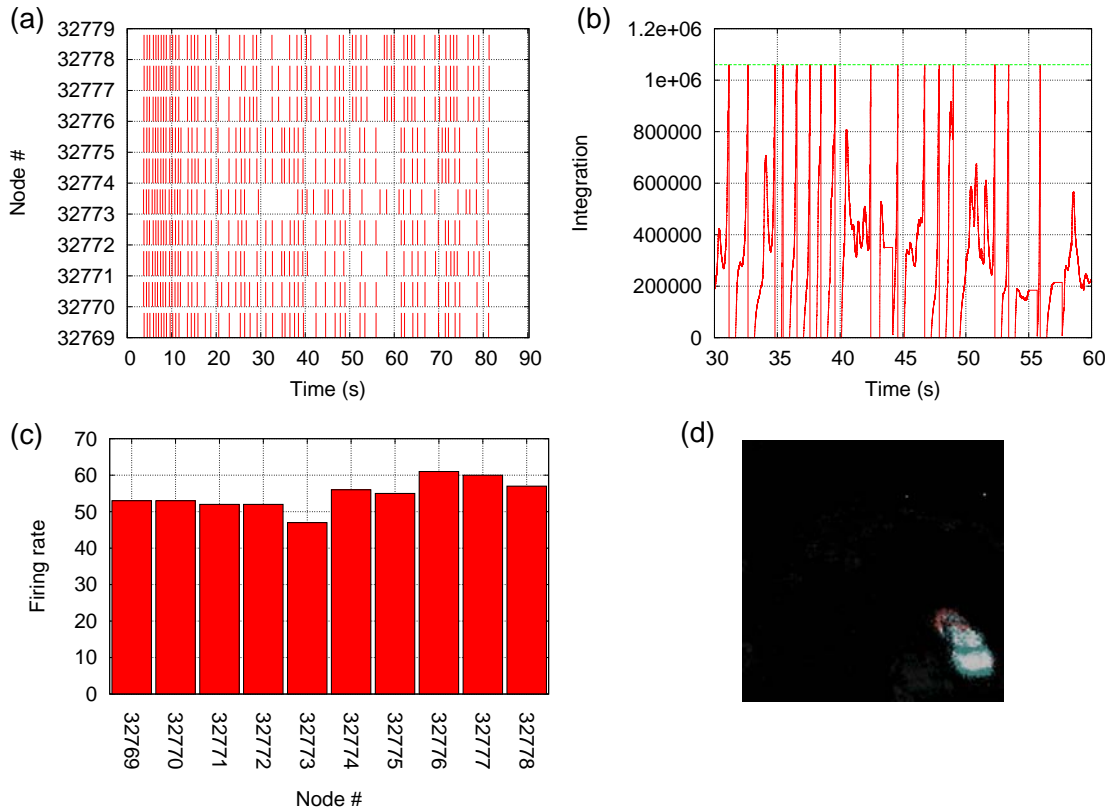 (a)
32779
32778
32777
32776
32775
32774
32773
32772
32771
32770
32769
Node #
0 10 20 30 40 50 60 70 80 90
Time (s)
(b)
1.2e+06
1e+06
800000
600000
400000
200000
0
Integration
30 35 40 45 50 55 60
Time (s)
(c)
70
60
50
40
30
20
10
0
Firing rate
32769 32770 32771 32772 32773 32774 32775 32776 32777 32778
Node #
(d)